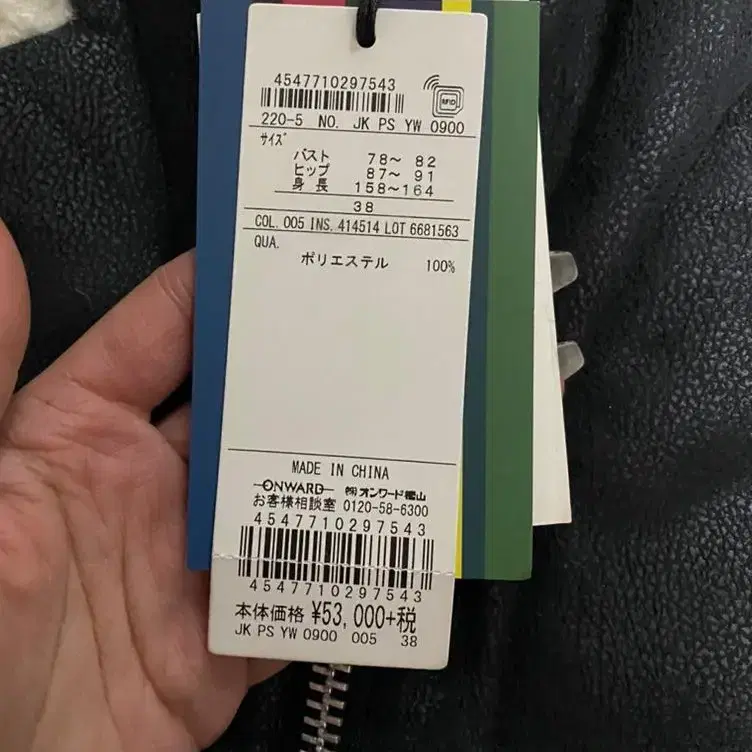 4547710297543
RFID
220-5 NO. JK PS YW 0900
サイズ
バスト 78～ 82
ヒップ 87～ 91
身長 158～164
38
COL. 005 INS. 414514 LOT 6681563
QUA.
ポリエステル 100%
MADE IN CHINA
ONWARD ㈱オンワード樫山
お客様相談室 0120-58-6300
4547710297543
4547710297543
本体価格 ¥53,000+税
JK PS YW 0900 005 38